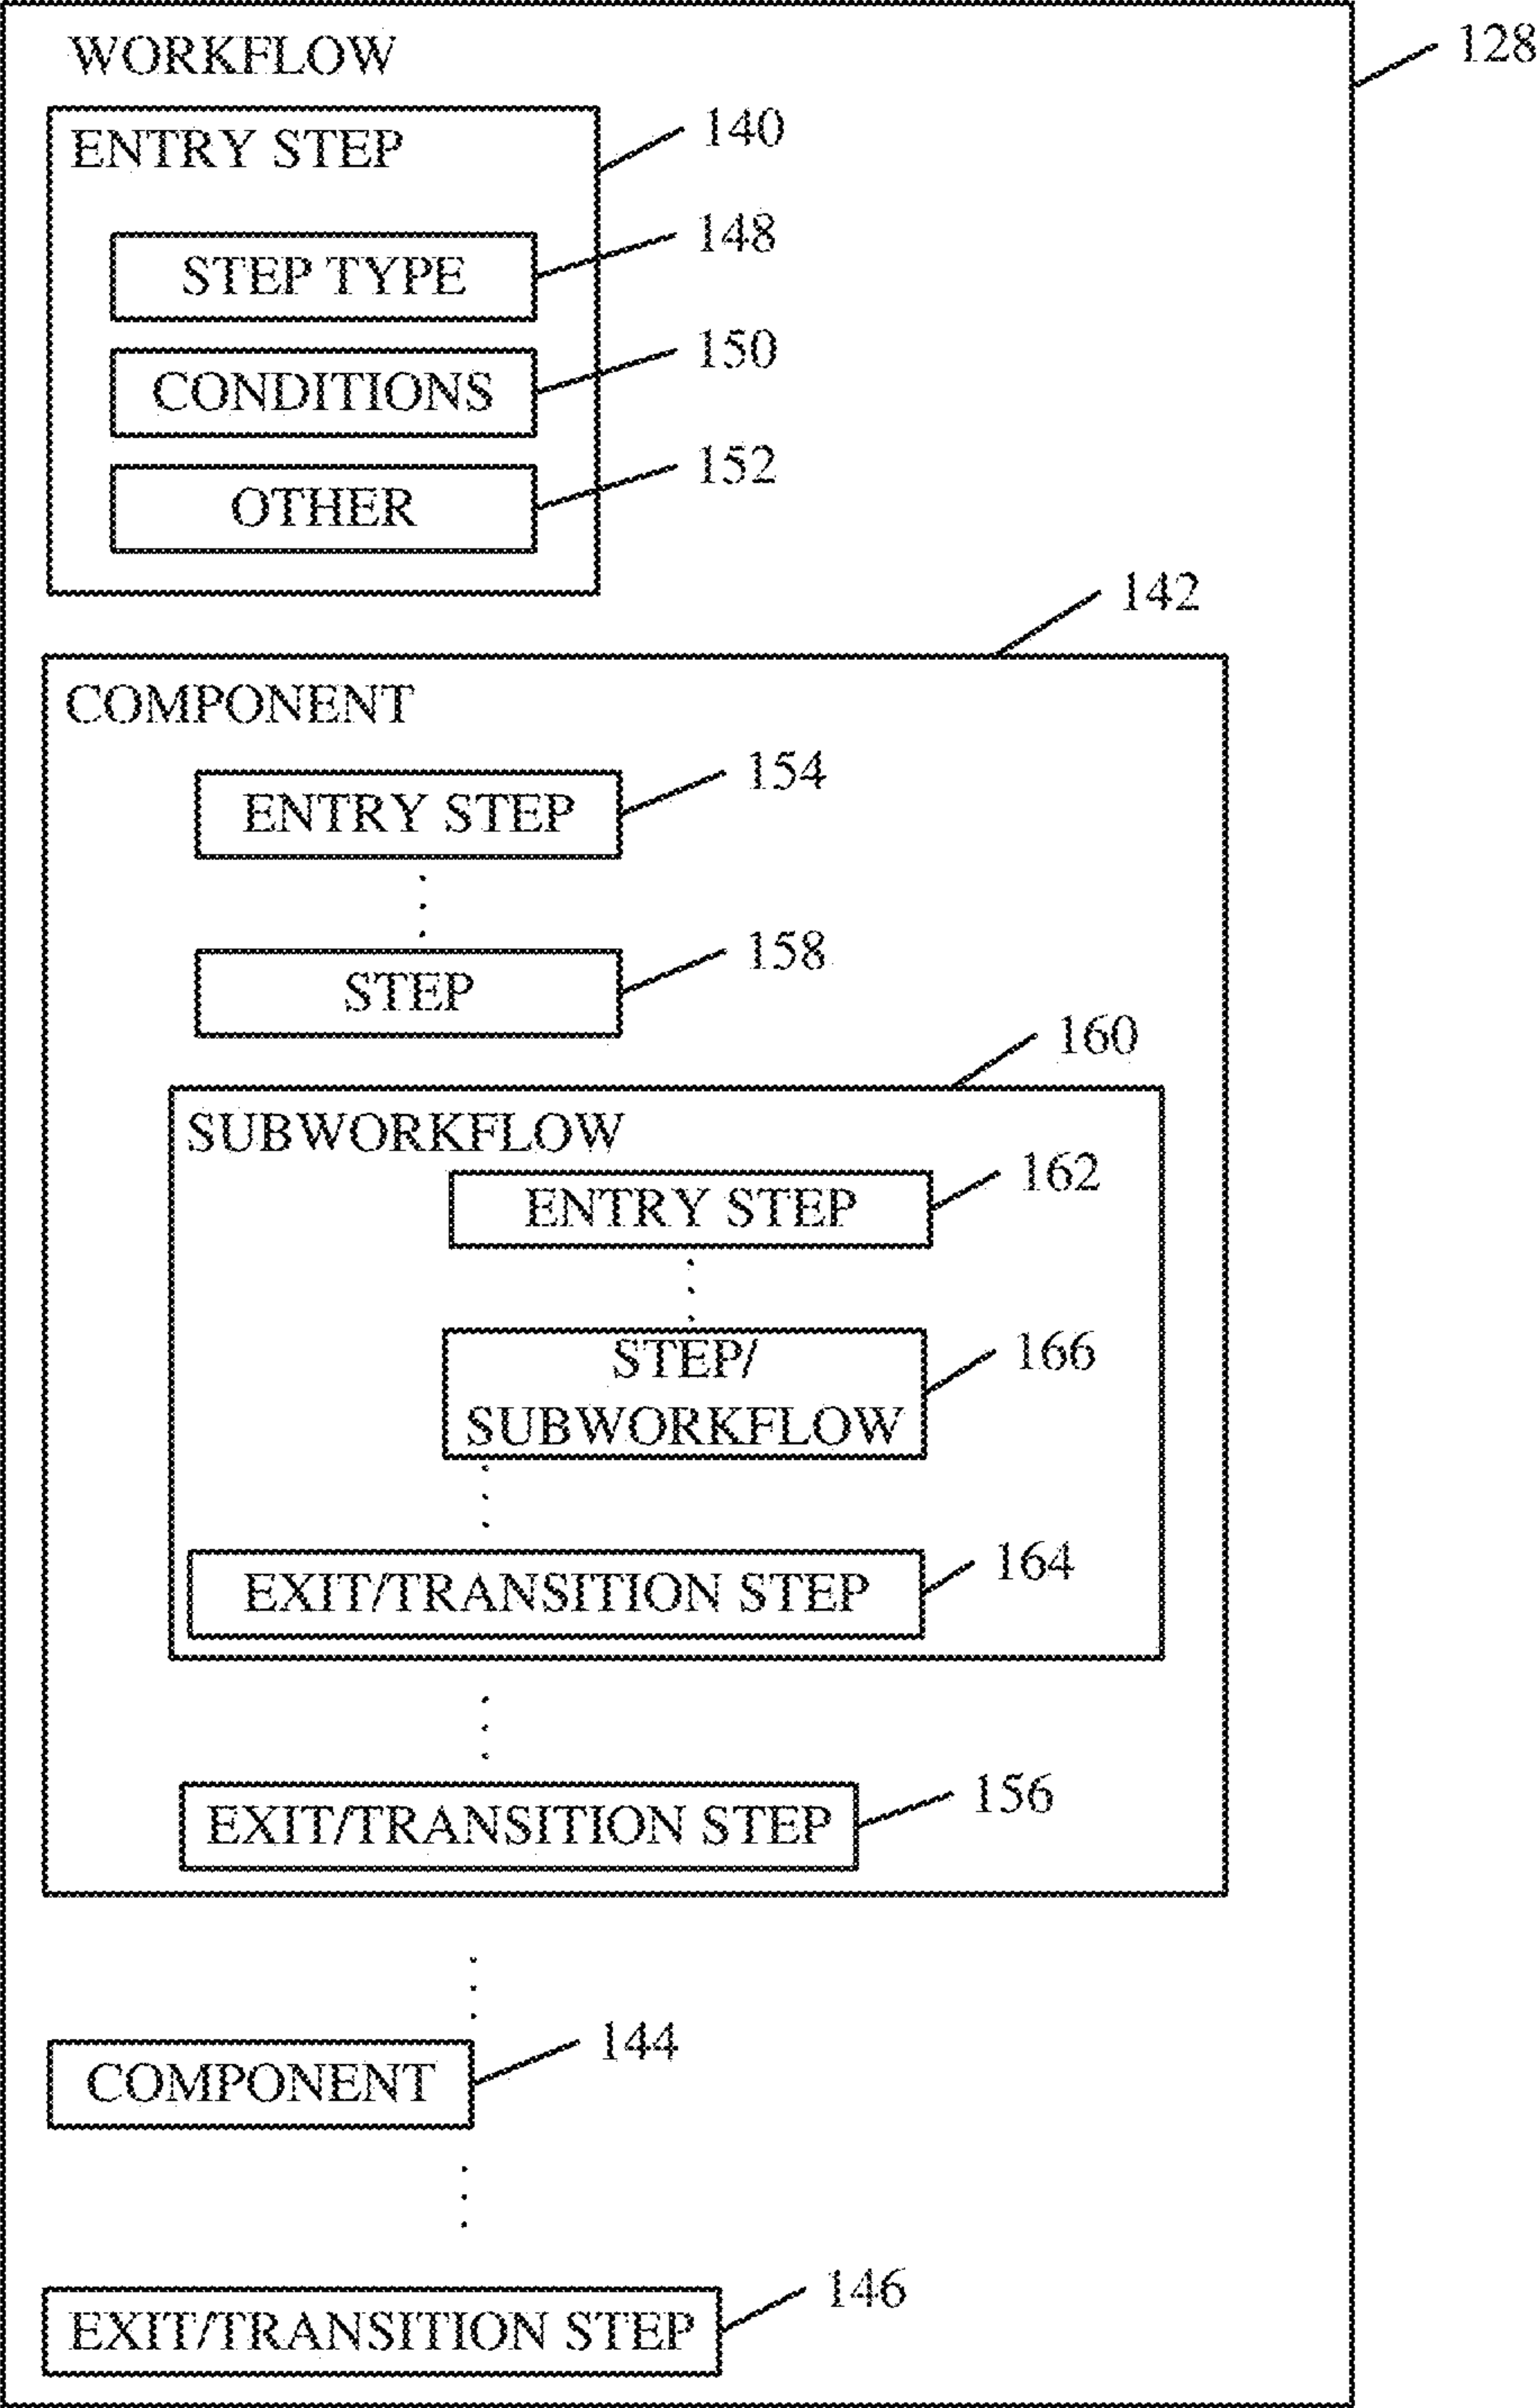 WORKFLOW
128
ENTRY STEP
140
STEP TYPE
148
CONDITIONS
150
OTHER
152
142
COMPONENT
ENTRY STEP
154
STEP
158
160
SUBWORKFLOW
ENTRY STEP
162
STEP/
SUBWORKFLOW
166
EXIT/TRANSITION STEP
164
EXIT/TRANSITION STEP
156
COMPONENT
144
EXIT/TRANSITION STEP
146